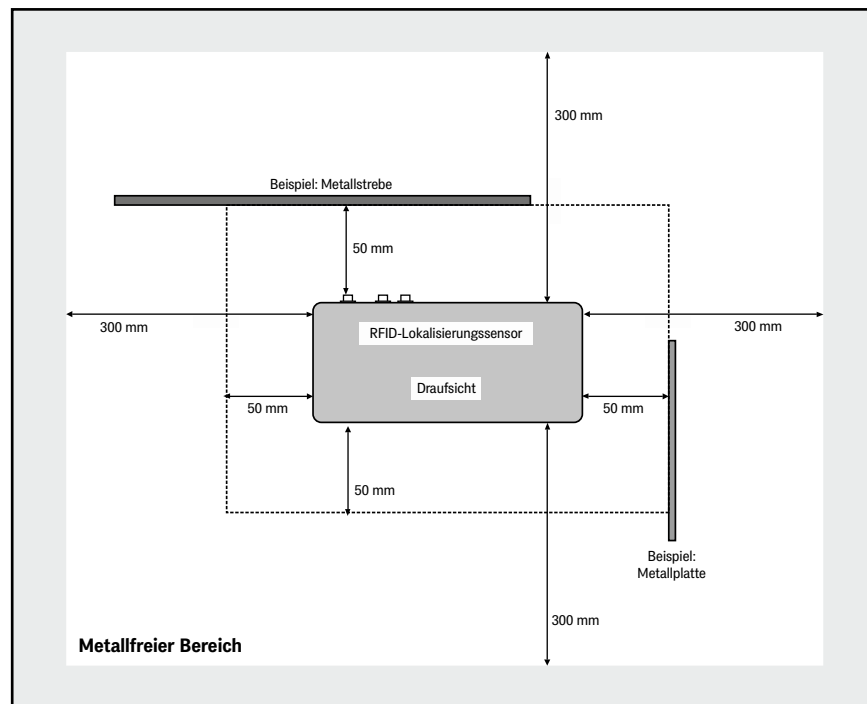 300 mm
Beispiel: Metallstrebe
50 mm
300 mm
RFID-Lokalisierungssensor
300 mm
Draufsicht
50 mm
50 mm
50 mm
Beispiel:
Metallplatte
300 mm
Metallfreier Bereich